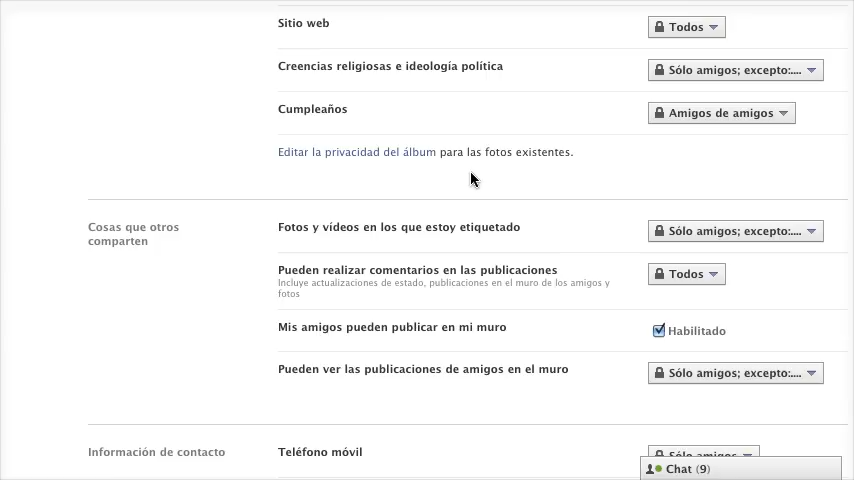 Sitio web
Todos
Creencias religiosas e ideología política
Sólo amigos; excepto:....
Cumpleaños
Amigos de amigos
Editar la privacidad del álbum para las fotos existentes.
Cosas que otros
comparten
Fotos y vídeos en los que estoy etiquetado
Sólo amigos; excepto:....
Pueden realizar comentarios en las publicaciones
Incluye actualizaciones de estado, publicaciones en el muro de los amigos y
fotos
Todos
Mis amigos pueden publicar en mi muro
Habilitado
Pueden ver las publicaciones de amigos en el muro
Sólo amigos; excepto:....
Información de contacto
Teléfono móvil
Sólo amigos
Chat (9)